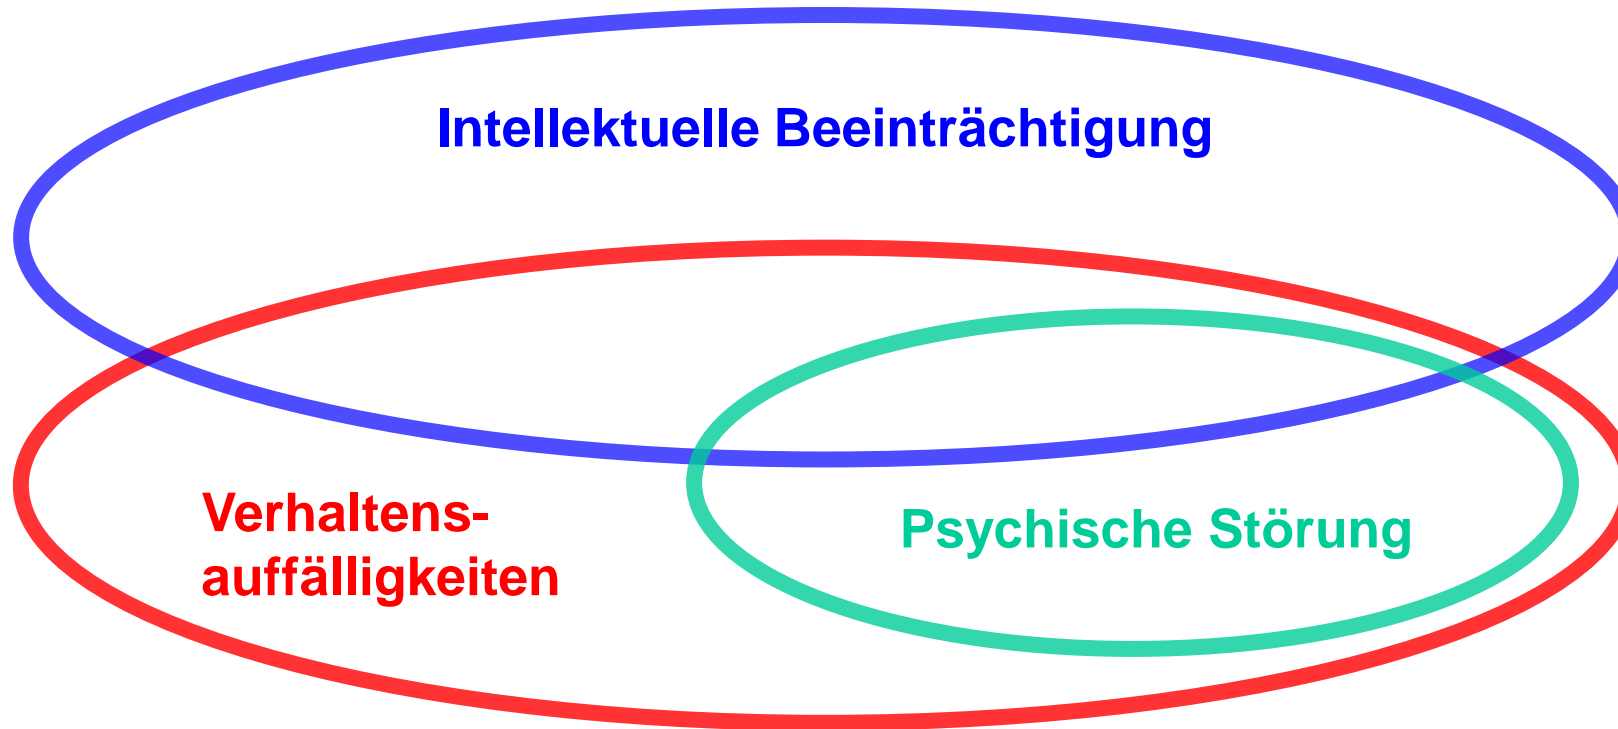 Intellektuelle Beeinträchtigung
Verhaltens-
auffälligkeiten
Psychische Störung